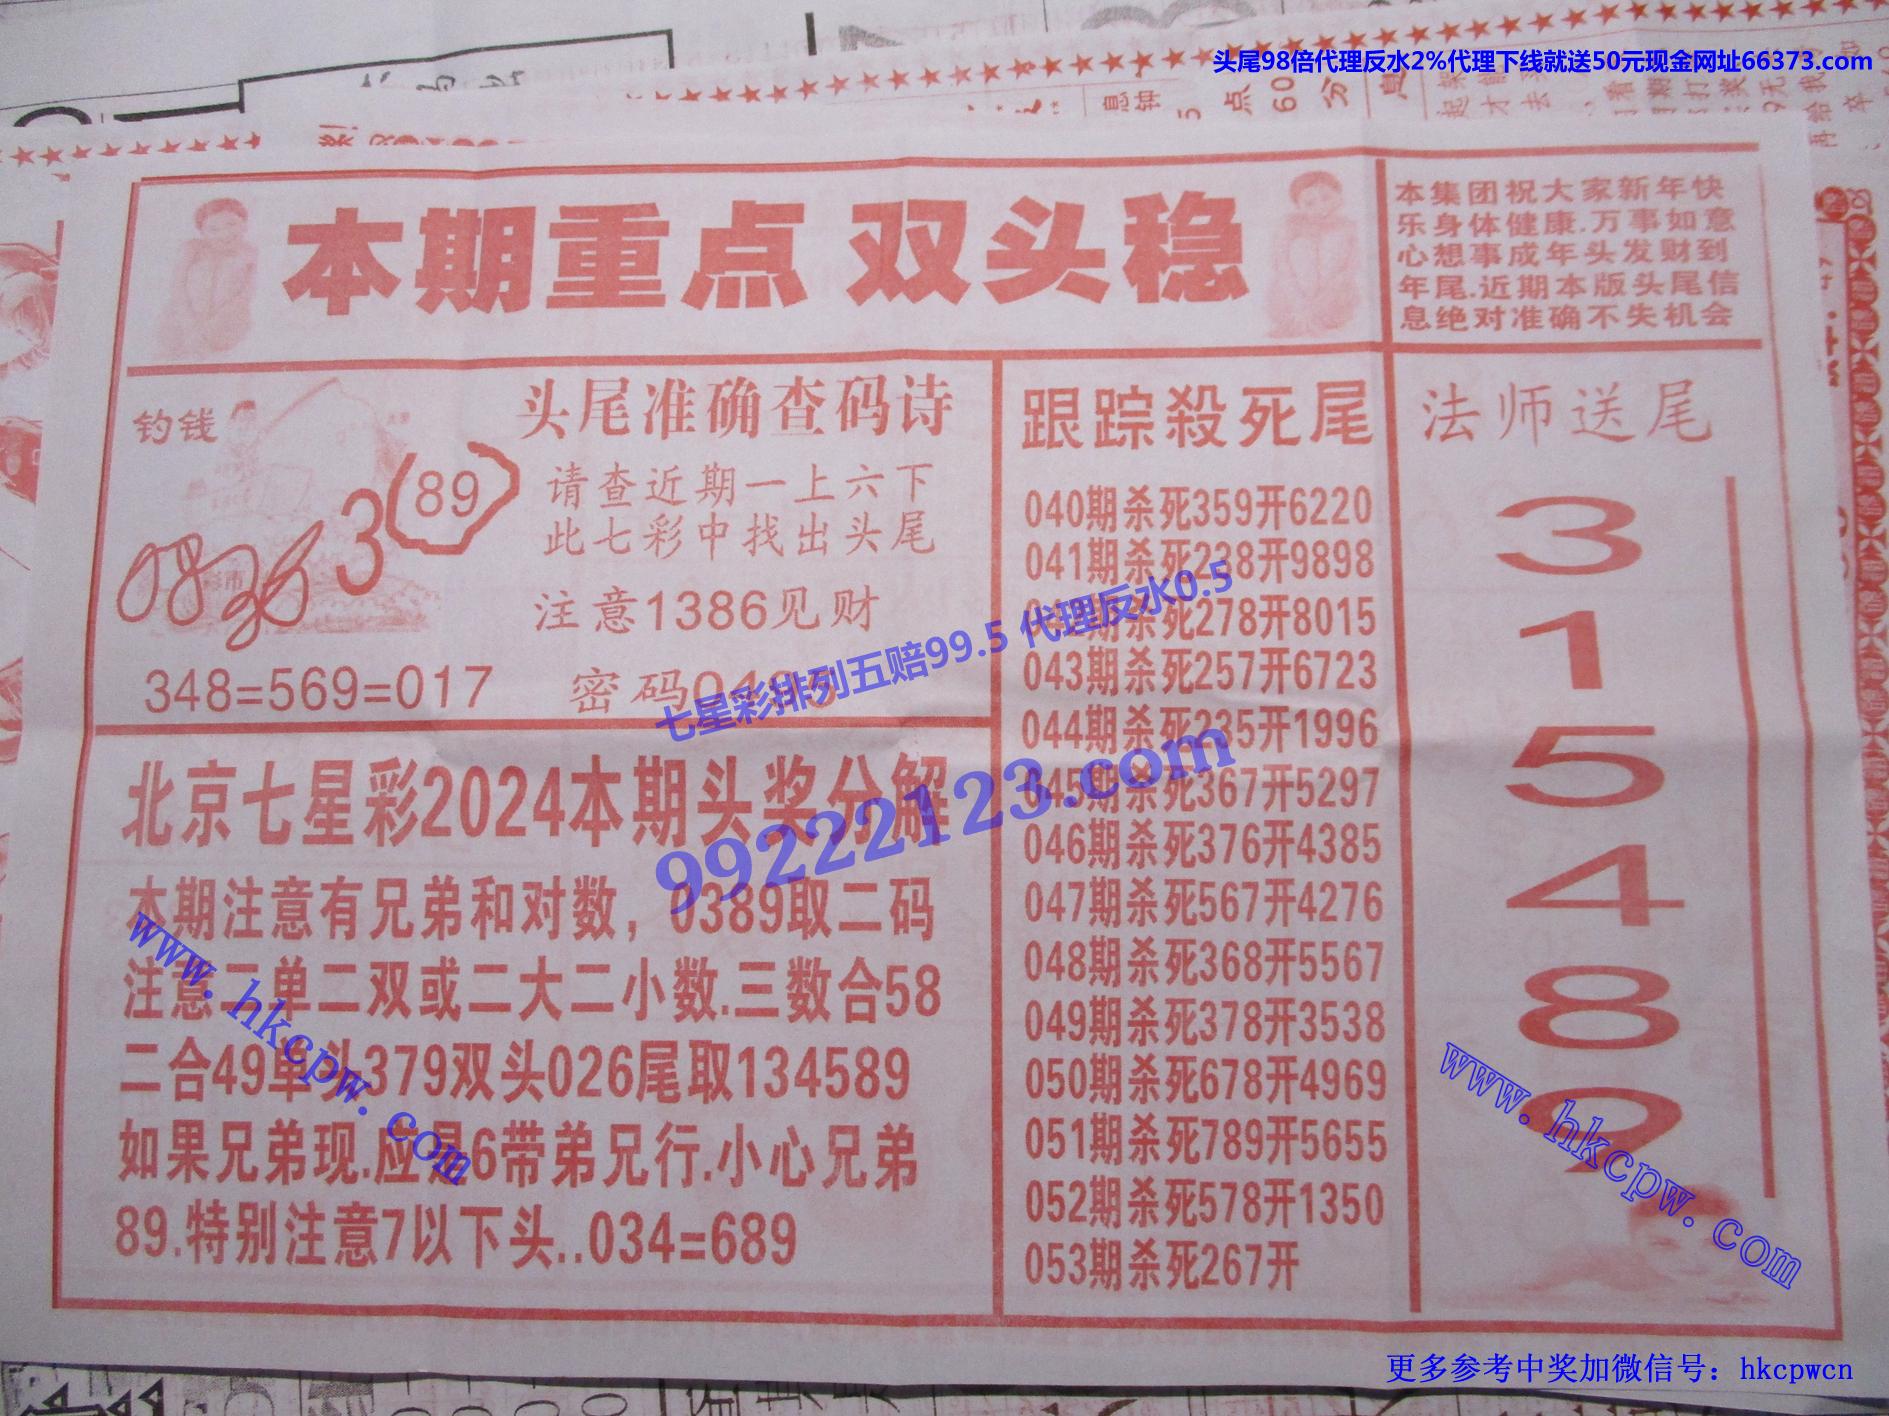 头尾98倍代理反水2%代理下线就送50元现金网址66373.com
息钟
5点60分
本期重点 双头稳
本集团祝大家新年快
乐身体健康.万事如意
心想事成年头发财到
年尾.近期本版头尾信
息绝对准确不失机会
钓钱
3
(89)
头尾准确查码诗
请查近期一上六下
此七彩中找出头尾
注意1386见财
348=569=017
密码
跟踪殺死尾
040期杀死359开6220
041期杀死238开9898
042期杀死278开8015
043期杀死257开6723
044期杀死235开1996
045期杀死367开5297
046期杀死376开4385
047期杀死567开4276
048期杀死368开5567
049期杀死378开3538
050期杀死678开4969
051期杀死789开5655
052期杀死578开1350
053期杀死267开
法师送尾
3
1
5
4
8
9
北京七星彩2024本期头奖分解
本期注意有兄弟和对数，0389取二码
注意二单二双或二大二小数.三数合58
二合49单头379双头026尾取134589
如果兄弟现.应是6带弟兄行.小心兄弟
89.特别注意7以下头..034=689
七星彩排列五赔99.5 代理反水0.5
99222123.com
www.hkcpw.com
www.hkcpw.com
更多参考中奖加微信号：hkcpwcn